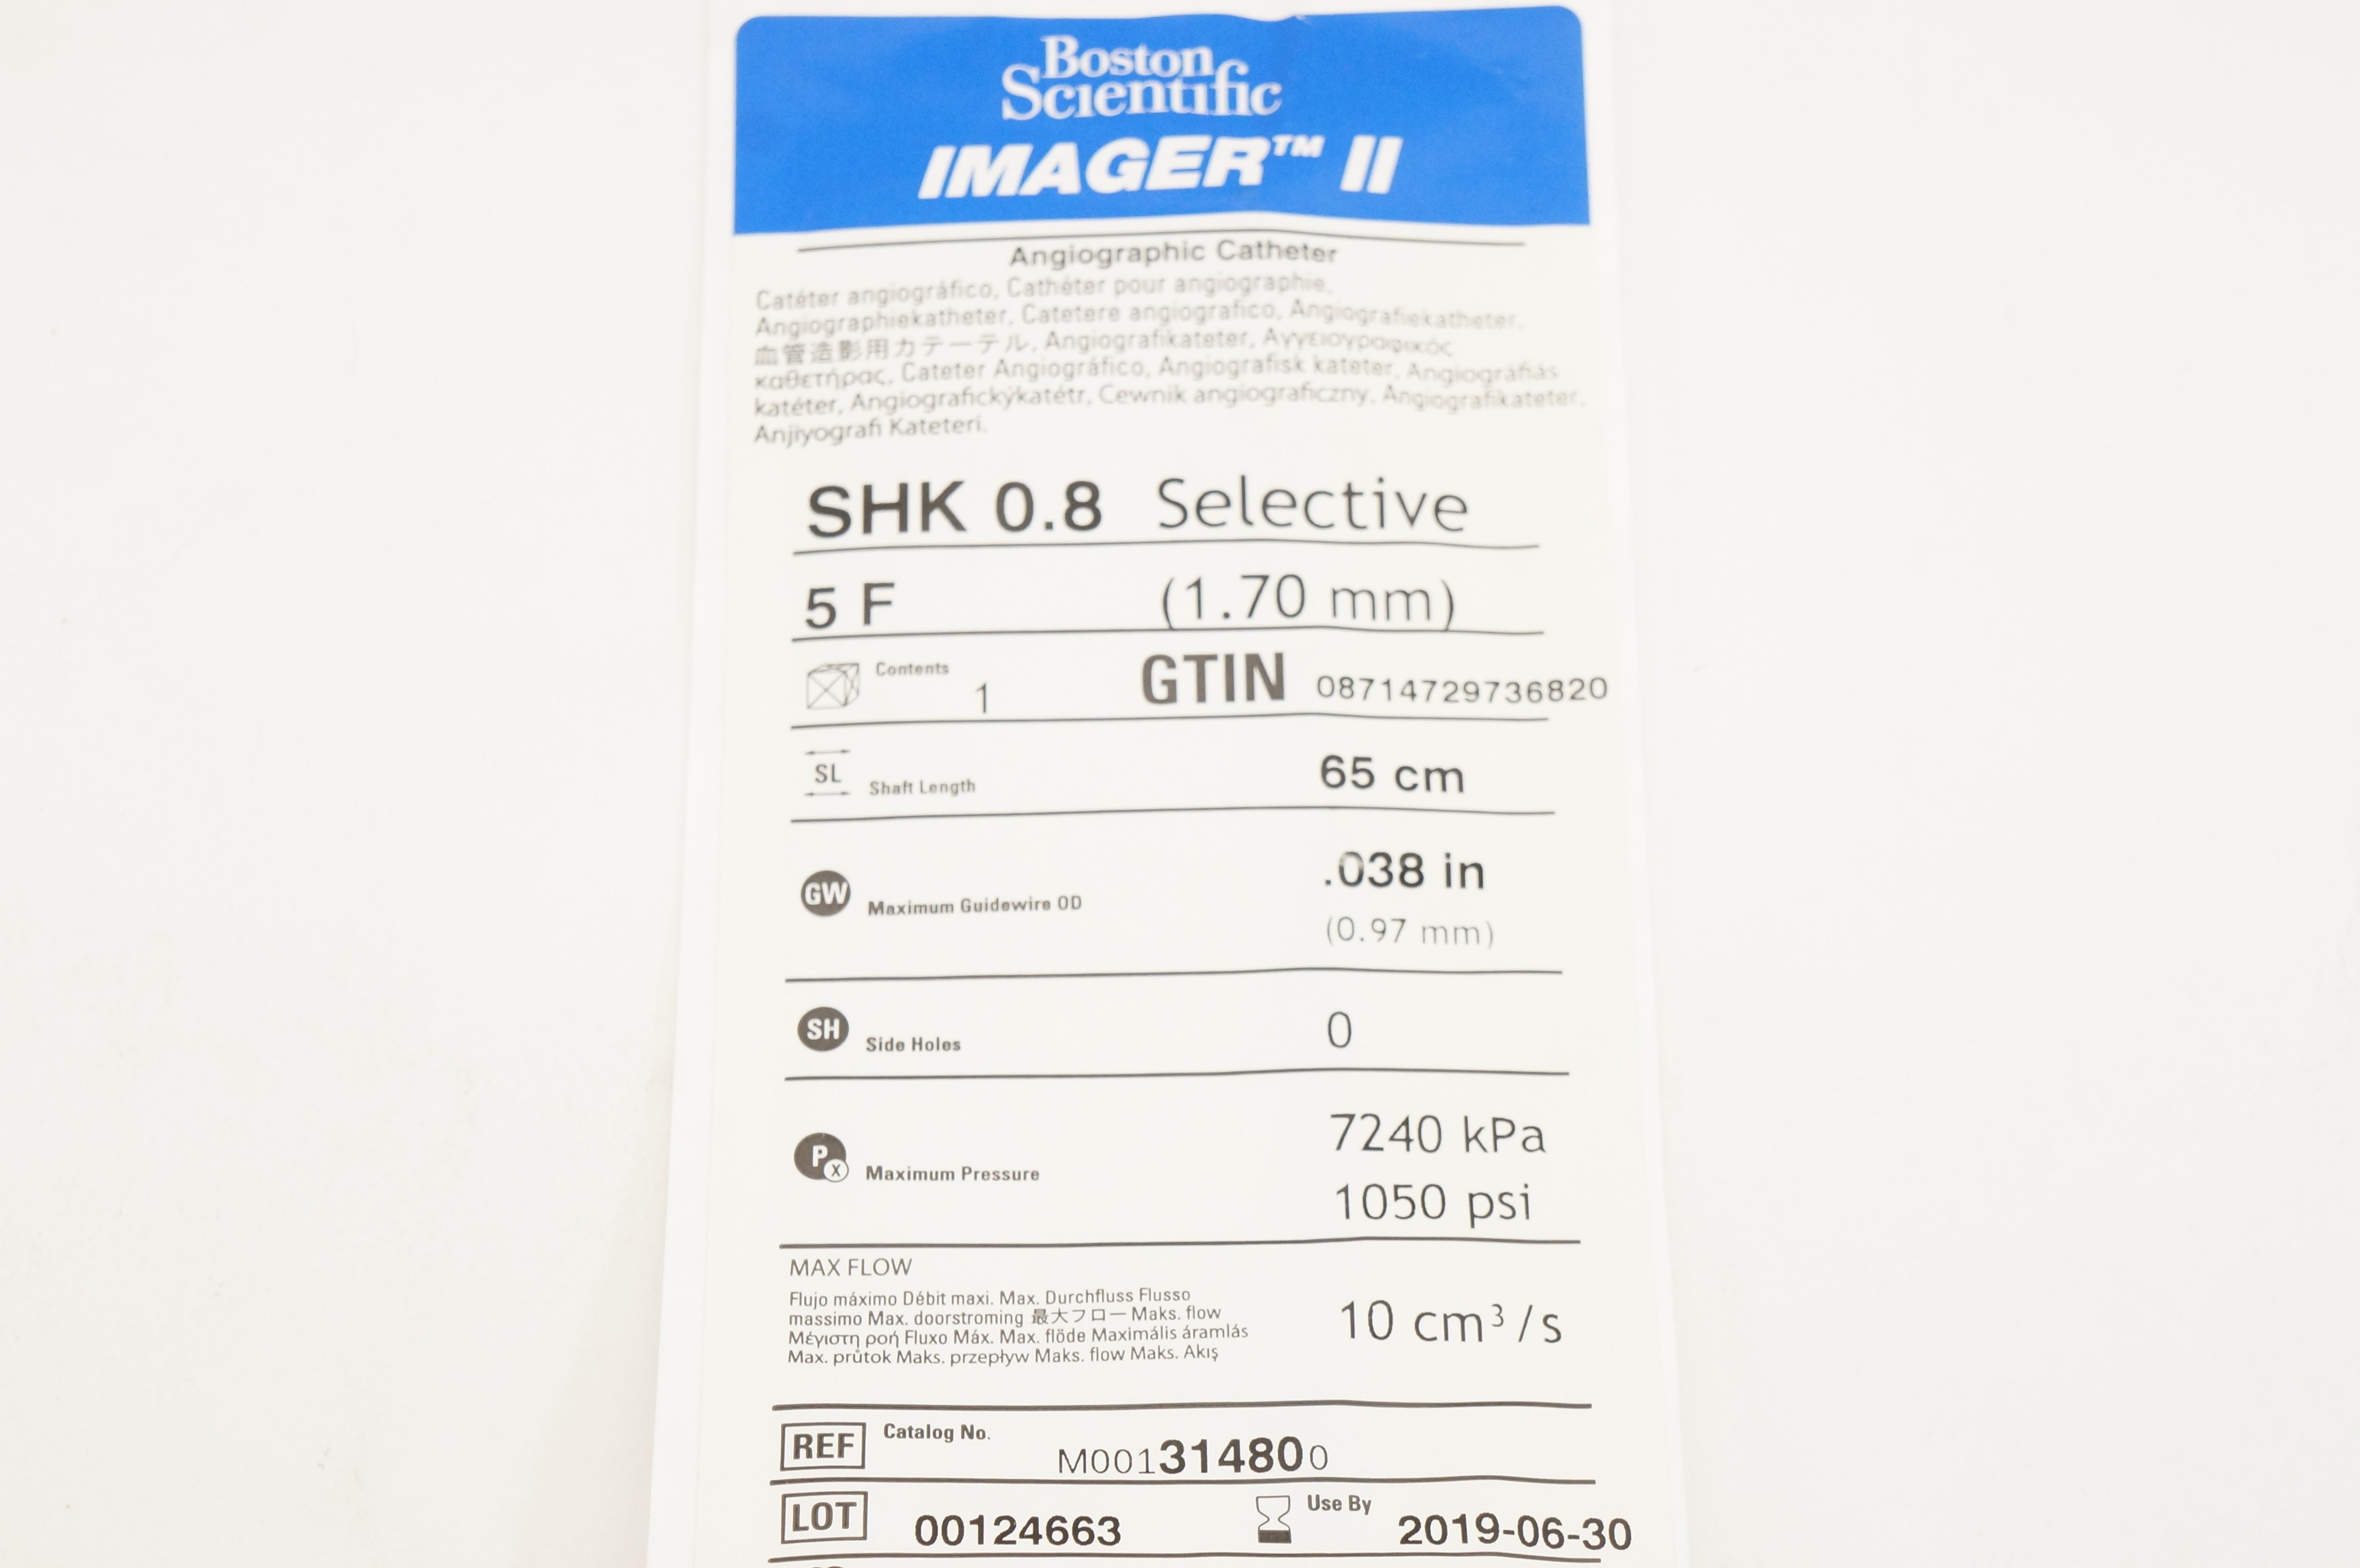 Boston
Scientific
IMAGER™ II
Angiographic Catheter
Catéter angiográfico, Cathéter pour angiographie,
Angiographiekatheter, Catetere angiografico, Angiografiekatheter,
血管造影用カテーテル, Angiografikateter, Αγγειογραφικός
καθετήρας, Cateter Angiográfico, Angiografisk kateter, Angiográfiás
katéter, Angiografickýkatétr, Cewnik angiograficzny, Angiografikateter,
Anjiyografi Kateteri.
SHK 0.8 Selective
5 F (1.70 mm)
Contents 1 GTIN 08714729736820
SL Shaft Length 65 cm
GW Maximum Guidewire OD .038 in
(0.97 mm)
SH Side Holes 0
7240 kPa
PX Maximum Pressure
1050 psi
MAX FLOW
Flujo máximo Débit maxi. Max. Durchfluss Flusso
massimo Max. doorstroming 最大フロー Maks. flow
Μέγιστη ροή Fluxo Máx. Max. flöde Maximális áramlás
Max. průtok Maks. przepływ Maks. flow Maks. Akış
10 cm³/s
REF Catalog No. M001314800
LOT 00124663 Use By 2019-06-30